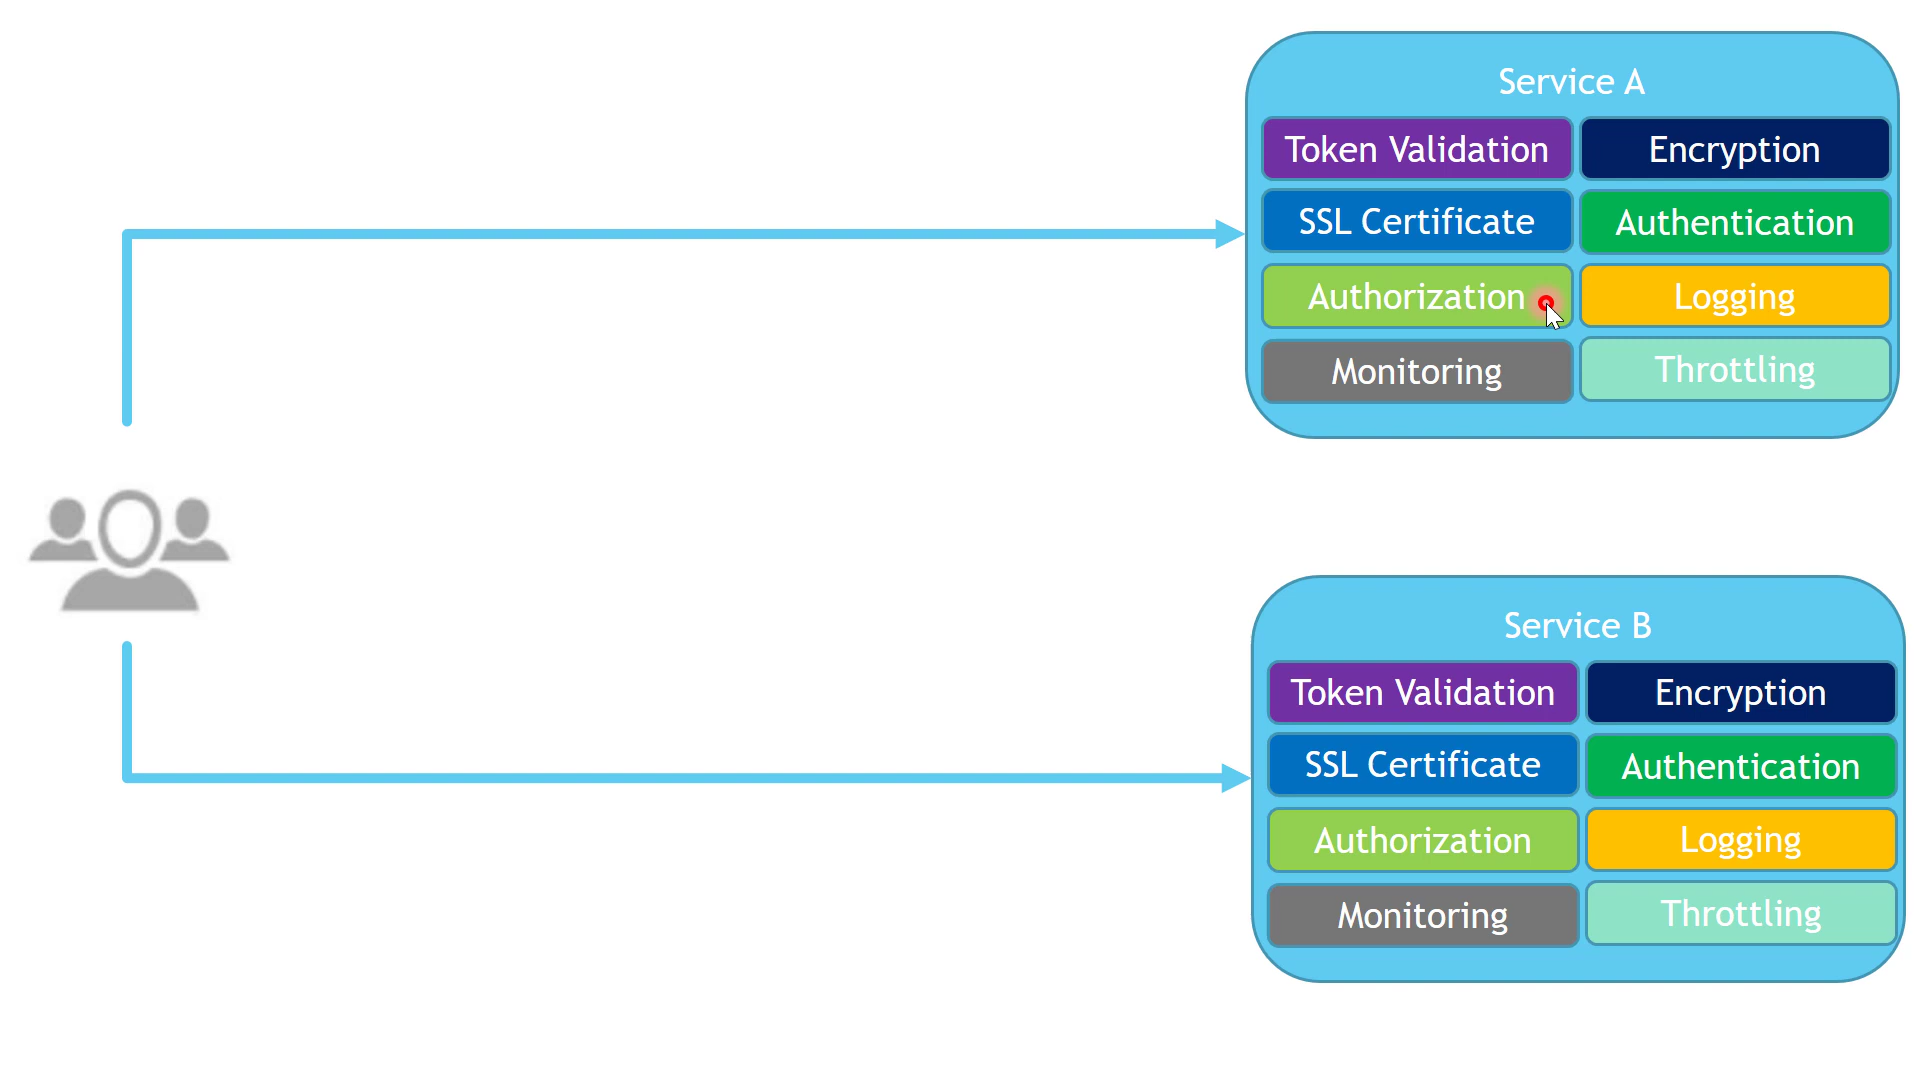 Service A
Token Validation
Encryption
SSL Certificate
Authentication
Authorization
Logging
Monitoring
Throttling
Service B
Token Validation
Encryption
SSL Certificate
Authentication
Authorization
Logging
Monitoring
Throttling